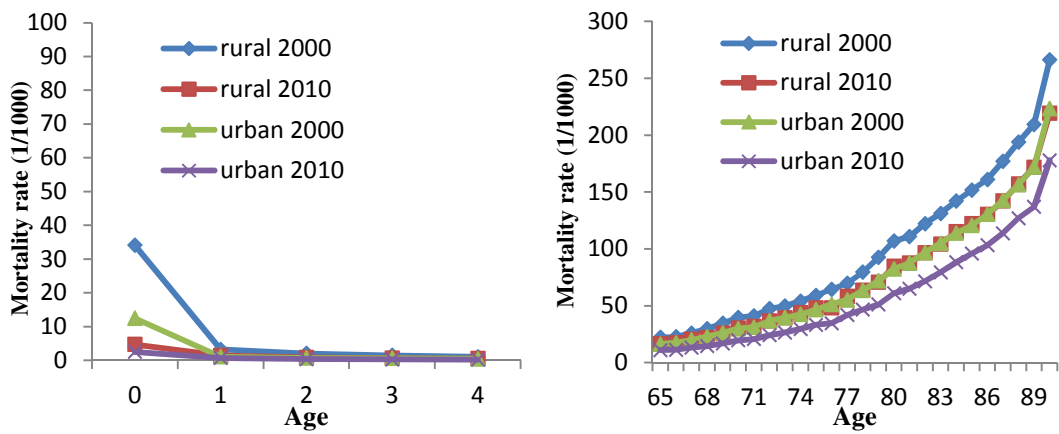 Mortality rate (1/1000)
100
90
80
70
60
50
40
30
20
10
0
rural 2000
rural 2010
urban 2000
urban 2010
0 1 2 3 4
Age
Mortality rate (1/1000)
300
250
200
150
100
50
0
rural 2000
rural 2010
urban 2000
urban 2010
65 68 71 74 77 80 83 86 89
Age